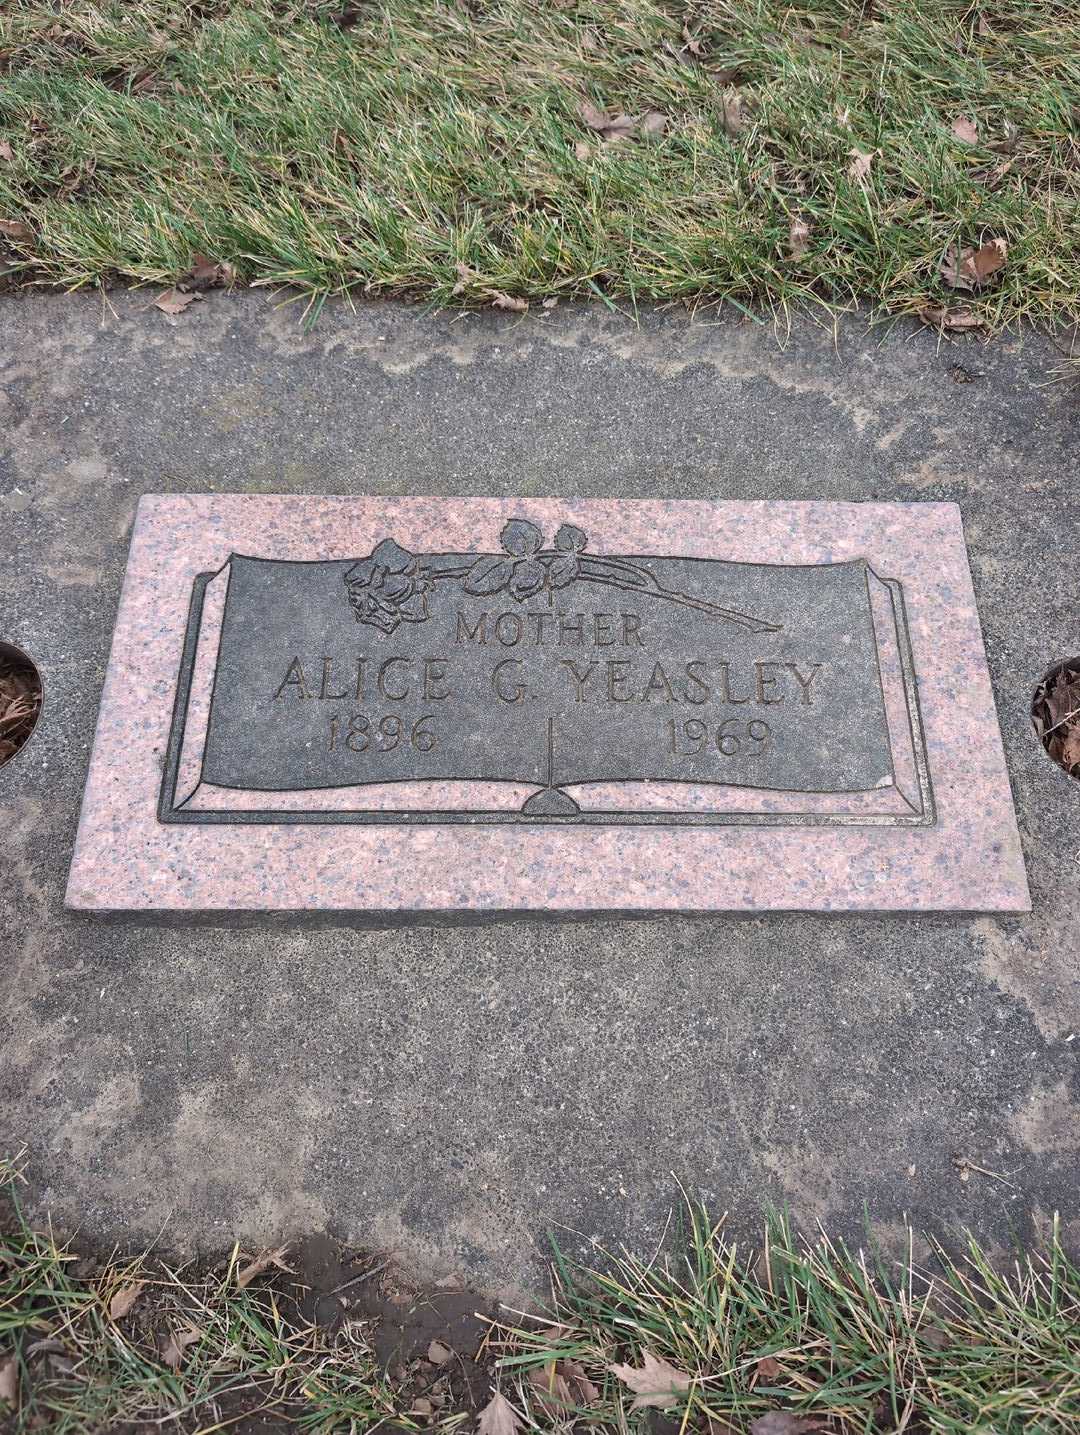 MOTHER
ALICE G. YEASLEY
1896 1969